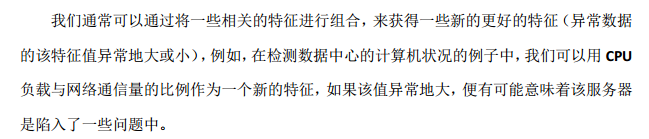 我们通常可以通过将一些相关的特征进行组合，来获得一些新的更好的特征（异常数据
的该特征值异常地大或小），例如，在检测数据中心的计算机状况的例子中，我们可以用 CPU
负载与网络通信量的比例作为一个新的特征，如果该值异常地大，便有可能意味着该服务器
是陷入了一些问题中。